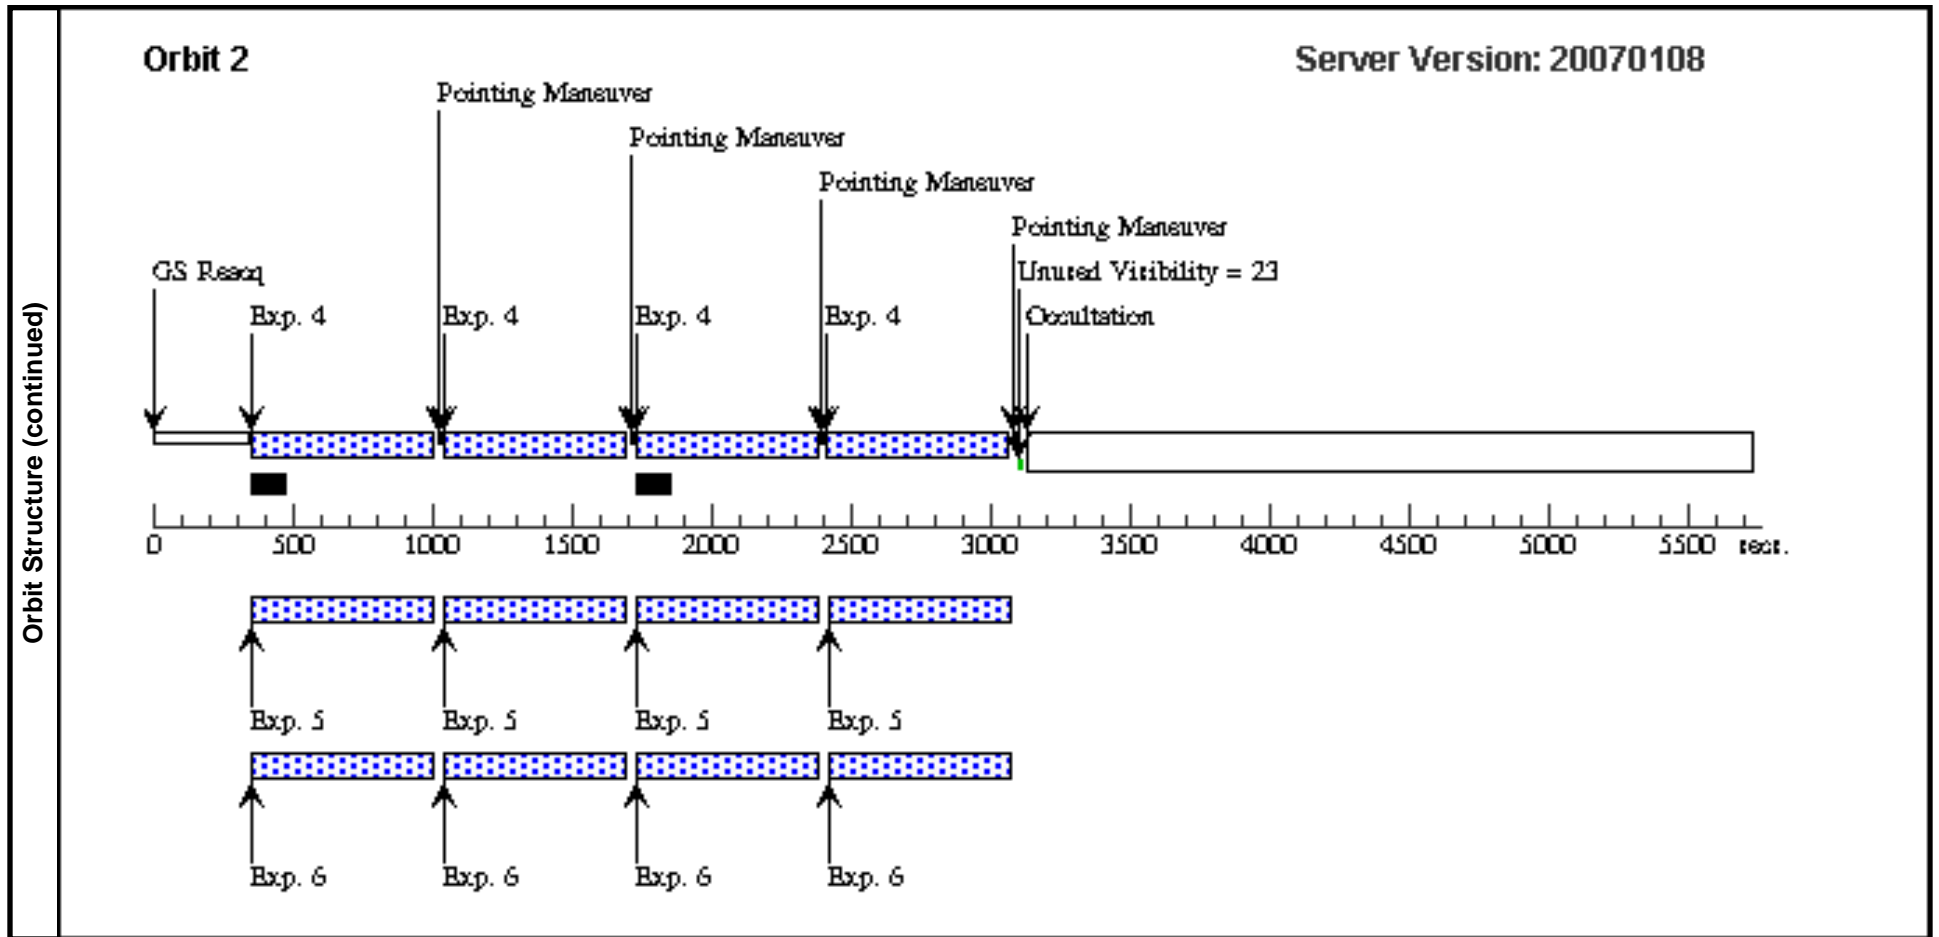 Orbit Structure (continued)
Orbit 2
Server Version: 20070108
Pointing Maneuver
Pointing Maneuver
Pointing Maneuver
Pointing Maneuver
GS Reacq
Unused Visibility = 23
Exp. 4
Exp. 4
Exp. 4
Exp. 4
Occultation
0 500 1000 1500 2000 2500 3000 3500 4000 4500 5000 5500 secs.
Exp. 5
Exp. 5
Exp. 5
Exp. 5
Exp. 6
Exp. 6
Exp. 6
Exp. 6